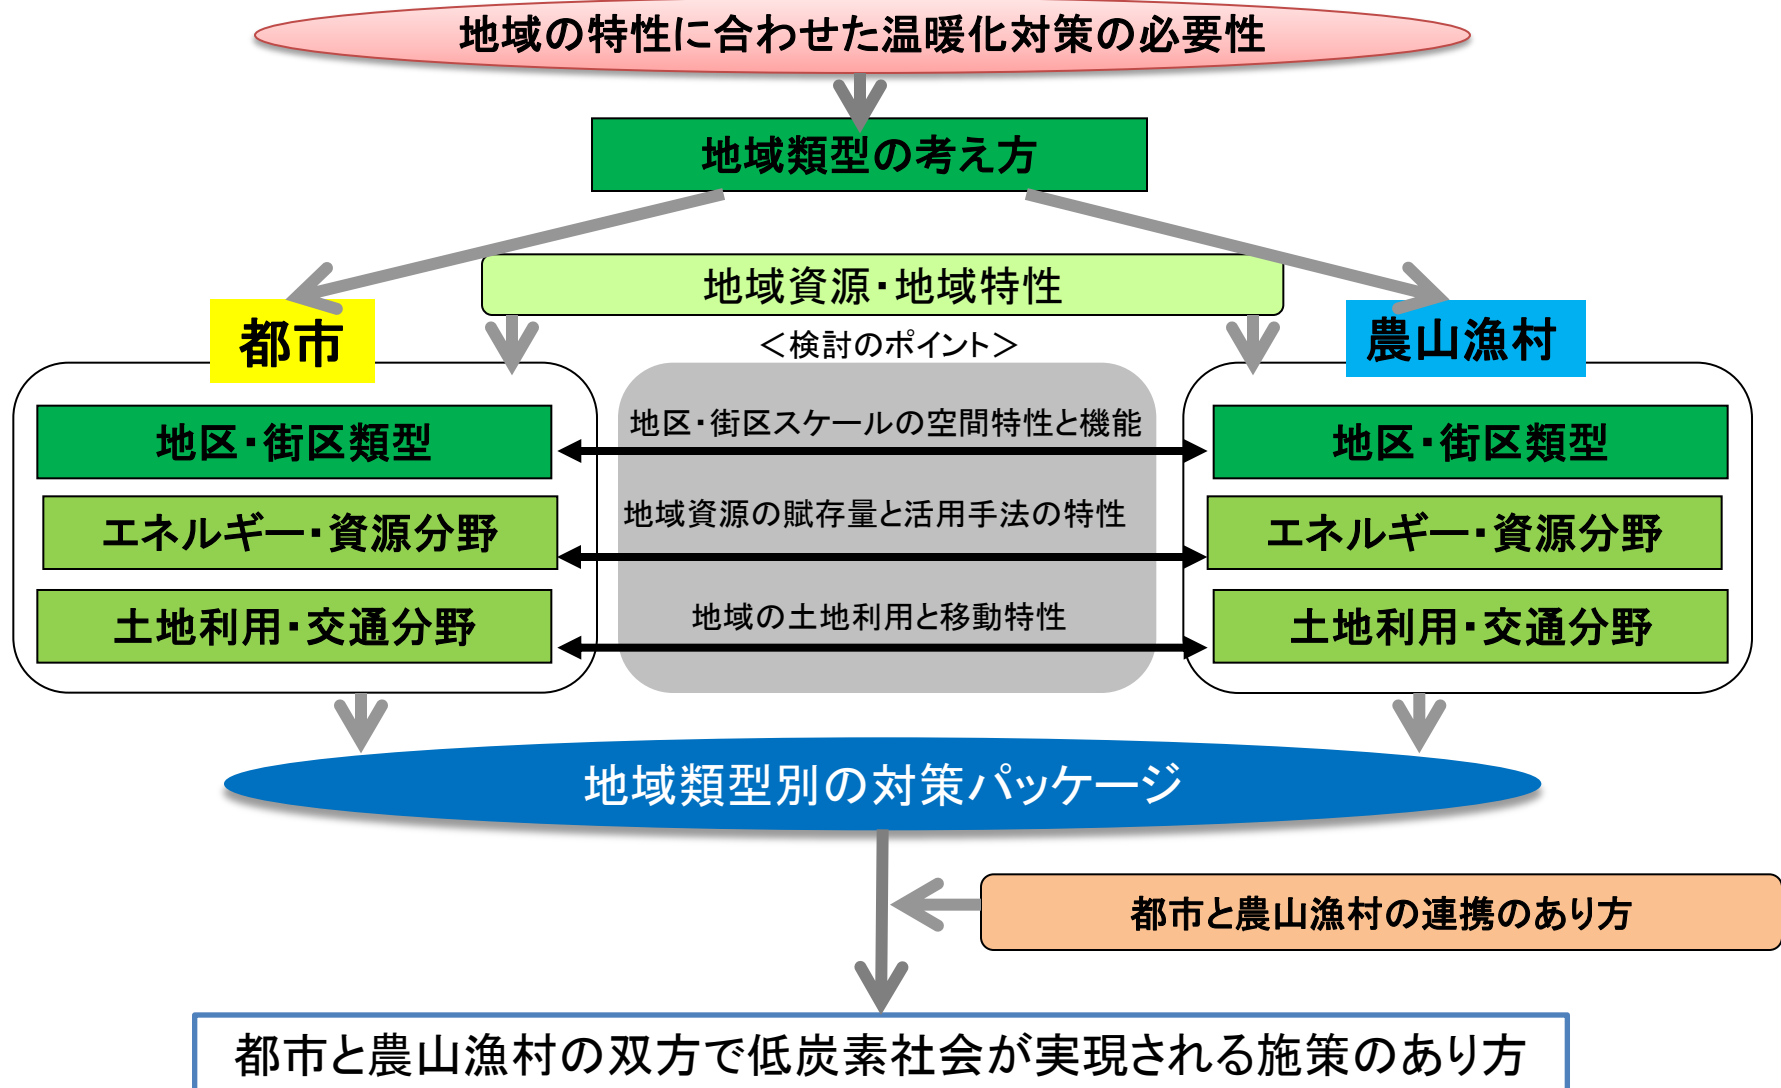 地域の特性に合わせた温暖化対策の必要性
地域類型の考え方
地域資源・地域特性
都市
<検討のポイント>
農山漁村
地区・街区類型
地区・街区スケールの空間特性と機能
地区・街区類型
エネルギー・資源分野
地域資源の賦存量と活用手法の特性
エネルギー・資源分野
土地利用・交通分野
地域の土地利用と移動特性
土地利用・交通分野
地域類型別の対策パッケージ
都市と農山漁村の連携のあり方
都市と農山漁村の双方で低炭素社会が実現される施策のあり方